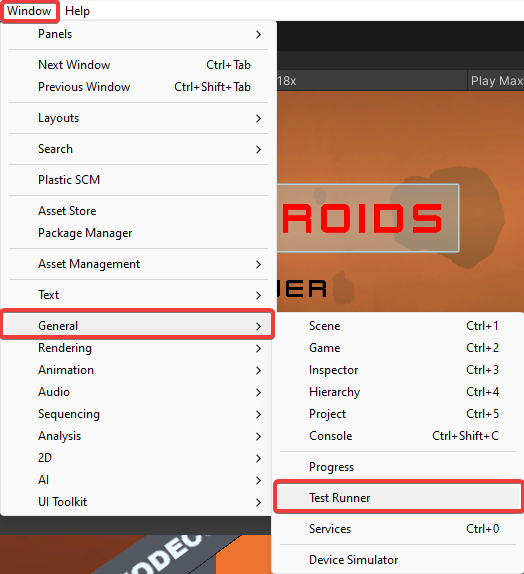 Window Help
Panels
Next Window Ctrl+Tab
Previous Window Ctrl+Shift+Tab
Layouts
Search
Plastic SCM
Asset Store
Package Manager
Asset Management
Text
General
Rendering
Animation
Audio
Sequencing
Analysis
2D
AI
UI Toolkit
18x Play Max
ROIDS
Scene Ctrl+1
Game Ctrl+2
Inspector Ctrl+3
Hierarchy Ctrl+4
Project Ctrl+5
Console Ctrl+Shift+C
Progress
Test Runner
Services Ctrl+0
Device Simulator